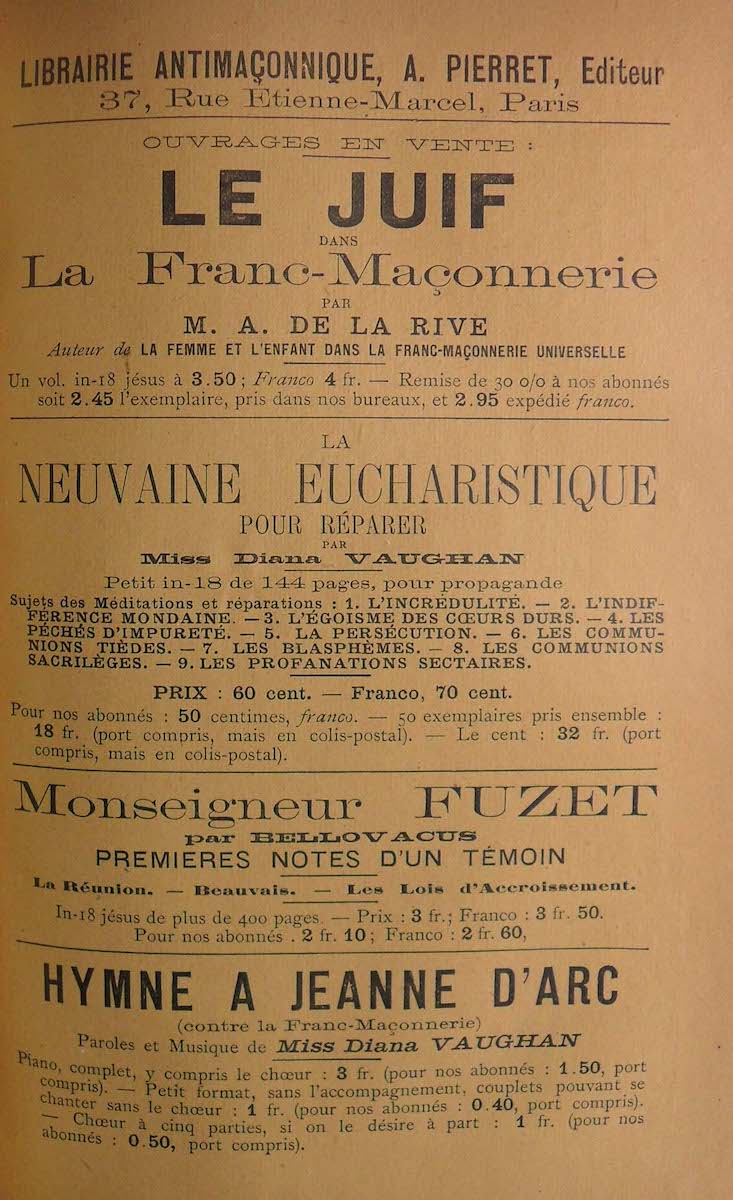 LIBRAIRIE ANTIMAÇONNIQUE, A. PIERRET, Editeur
37, Rue Etienne-Marcel, Paris
OUVRAGES EN VENTE :
LE JUIF
DANS
La Franc-Maçonnerie
PAR
M. A. DE LA RIVE
Auteur de LA FEMME ET L'ENFANT DANS LA FRANC-MAÇONNERIE UNIVERSELLE
Un vol. in-18 jésus à 3.50 ; Franco 4 fr. — Remise de 30 o/o à nos abonnés
soit 2.45 l'exemplaire, pris dans nos bureaux, et 2.95 expédié franco.
LA
NEUVAINE EUCHARISTIQUE
POUR RÉPARER
PAR
Miss Diana VAUGHAN
Petit in-18 de 144 pages, pour propagande
Sujets des Méditations et réparations : 1. L'INCRÉDULITÉ. — 2. L'INDIF-
FÉRENCE MONDAINE. — 3. L'ÉGOISME DES CŒURS DURS. — 4. LES
PÉCHÉS D'IMPURETÉ. — 5. LA PERSÉCUTION. — 6. LES COMMU-
NIONS TIÈDES. — 7. LES BLASPHÈMES. — 8. LES COMMUNIONS
SACRILÈGES. — 9. LES PROFANATIONS SECTAIRES.
PRIX : 60 cent. — Franco, 70 cent.
Pour nos abonnés : 50 centimes, franco. — 50 exemplaires pris ensemble :
18 fr. (port compris, mais en colis-postal). — Le cent : 32 fr. (port
compris, mais en colis-postal).
Monseigneur FUZET
par BELLOVACUS
PREMIERES NOTES D'UN TÉMOIN
La Réunion. — Beauvais. — Les Lois d'Accroissement.
In-18 jésus de plus de 400 pages. — Prix : 3 fr. ; Franco : 3 fr. 50.
Pour nos abonnés . 2 fr. 10 ; Franco : 2 fr. 60,
HYMNE A JEANNE D'ARC
(contre la Franc-Maçonnerie)
Paroles et Musique de Miss Diana VAUGHAN
Piano, complet, y compris le chœur : 3 fr. (pour nos abonnés : 1.50, port
compris). — Petit format, sans l'accompagnement, couplets pouvant se
chanter sans le chœur : 1 fr. (pour nos abonnés : 0.40, port compris).
— Chœur à cinq parties, si on le désire à part : 1 fr. (pour nos
abonnés : 0.50, port compris).